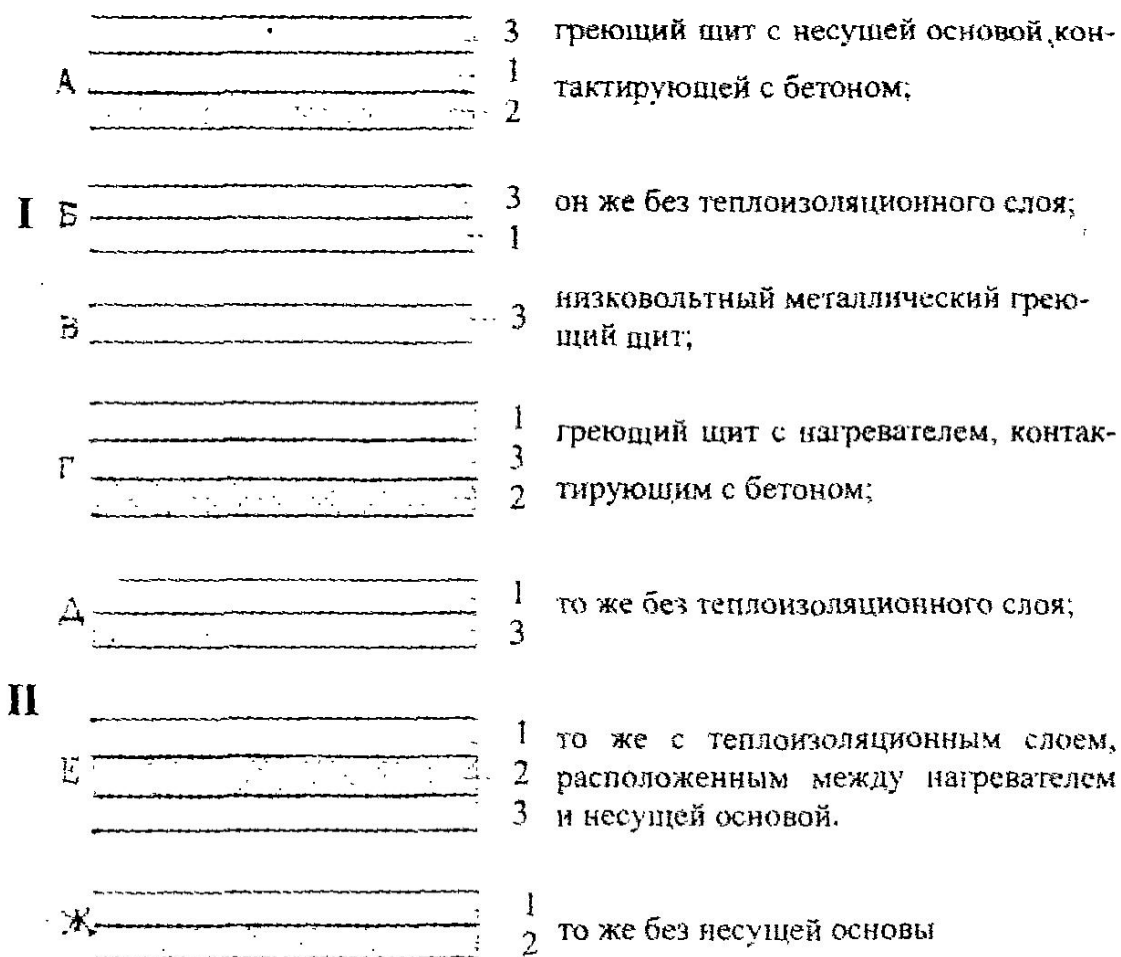 3 греющий щит с несущей основой, кон-
А 1 тактирующей с бетоном;
2
3 он же без теплоизоляционного слоя;
I Б
1
низковольтный металлический грею-
В 3 щий щит;
1 греющий щит с нагревателем, контак-
Г 3
2 тирующим с бетоном;
1 то же без теплоизоляционного слоя;
Д
3
II
1 то же с теплоизоляционным слоем,
Е 2 расположенным между нагревателем
3 и несущей основой.
1
Ж то же без несущей основы
2